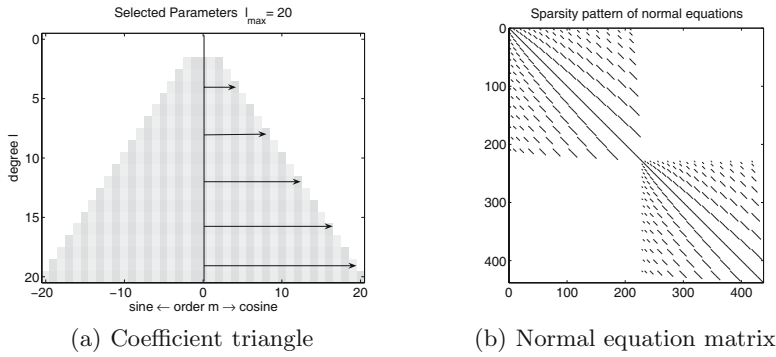 Selected Parameters l_max = 20
0
5
10
15
20
degree l
−20 −10 0 10 20
sine ← order m → cosine
(a) Coefficient triangle
Sparsity pattern of normal equations
0
100
200
300
400
0 100 200 300 400
(b) Normal equation matrix